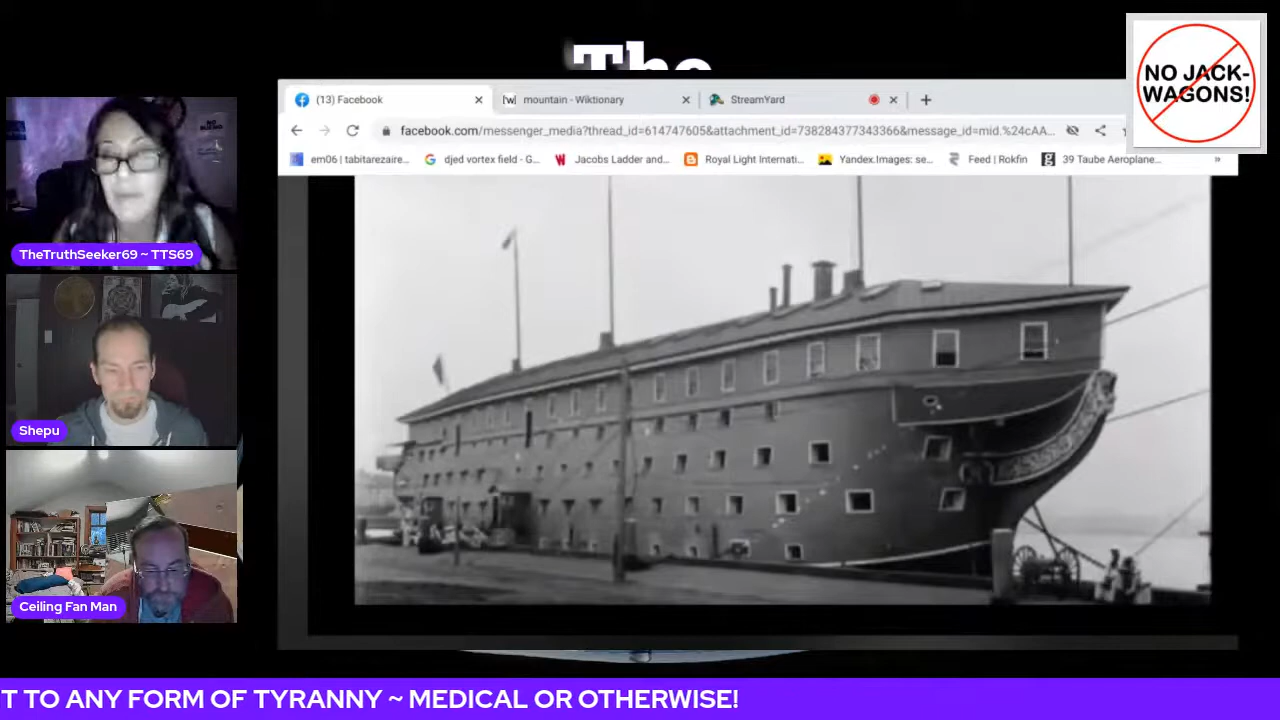 The
NO JACK-
WAGONS!
(13) Facebook
mountain - Wiktionary
StreamYard
facebook.com/messenger_media?thread_id=614747605&attachment_id=738284377343366&message_id=mid.%24cAA...
em06 | tabitarezaire...
djed vortex field - G...
Jacobs Ladder and...
Royal Light Internati...
Yandex.Images: se...
Feed | Rokfin
39 Taube Aeroplane...
»
TheTruthSeeker69 ~ TTS69
Shepu
Ceiling Fan Man
T TO ANY FORM OF TYRANNY ~ MEDICAL OR OTHERWISE!